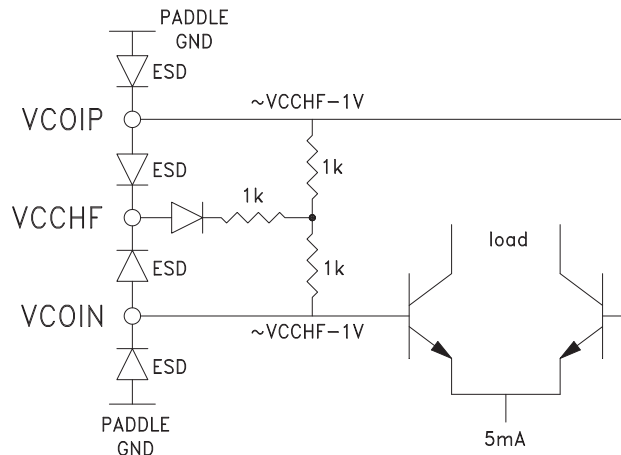 PADDLE
GND
ESD
VCOIP
~VCCHF-1V
ESD
1k
1k
VCCHF
load
ESD
1k
VCOIN
~VCCHF-1V
ESD
PADDLE
GND
5mA